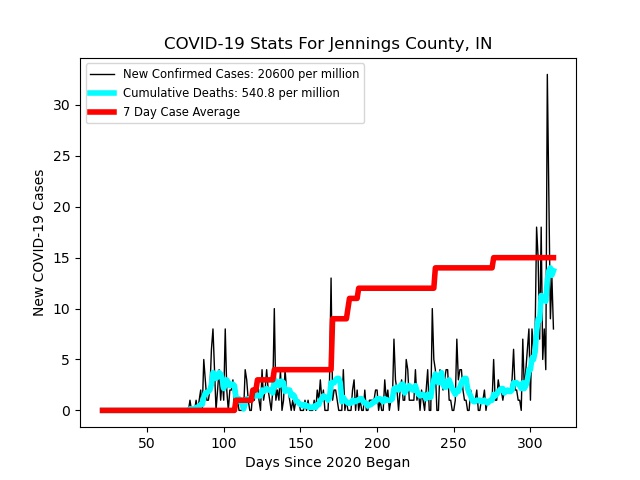 COVID-19 Stats For Jennings County, IN
New Confirmed Cases: 20600 per million
Cumulative Deaths: 540.8 per million
7 Day Case Average
New COVID-19 Cases
30
25
20
15
10
5
0
50 100 150 200 250 300
Days Since 2020 Began